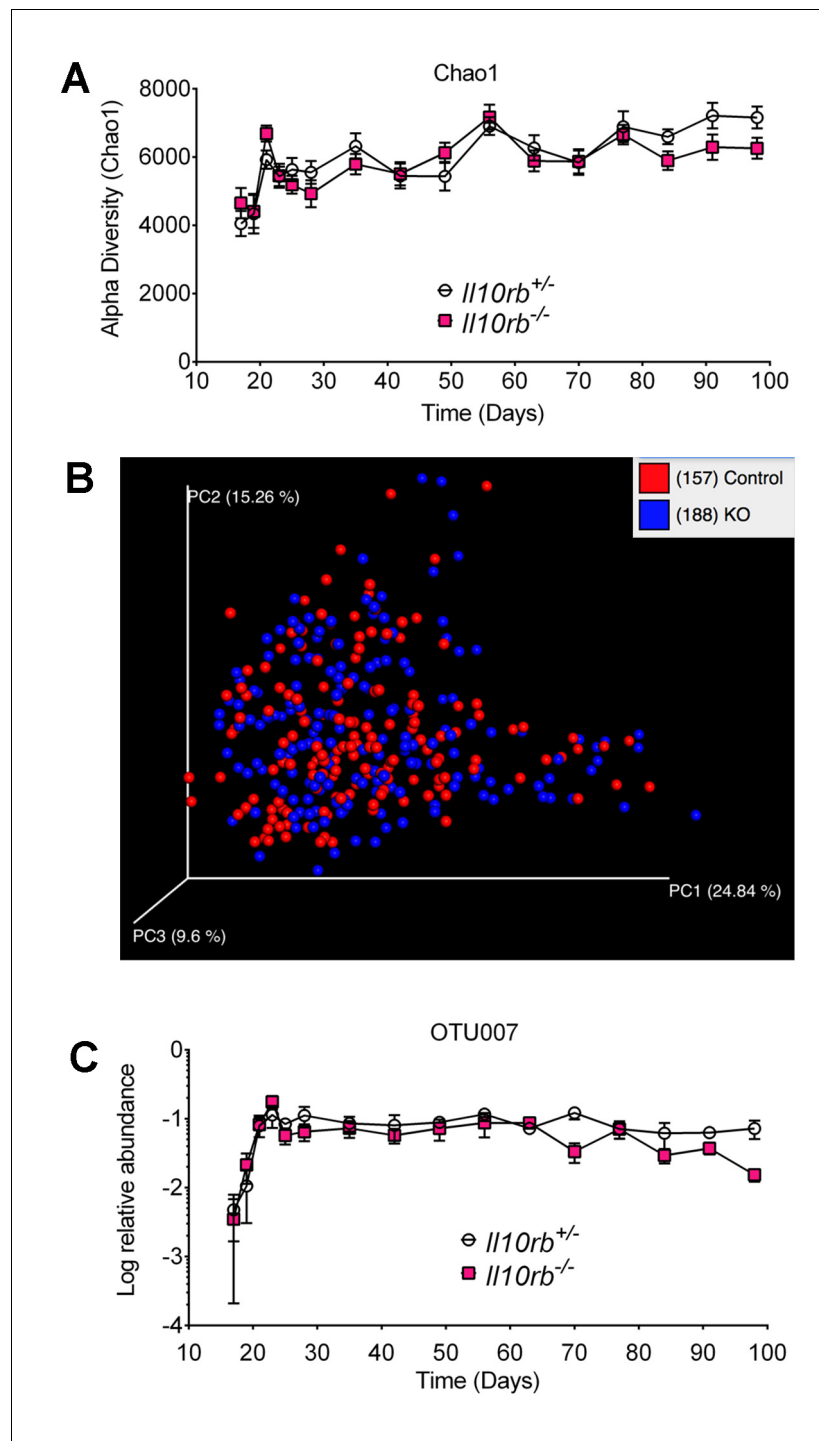 A
Chao1
Alpha Diversity (Chao1)
8000
6000
4000
2000
0
Il10rb+/-
Il10rb-/-
10 20 30 40 50 60 70 80 90 100
Time (Days)
B
(157) Control
(188) KO
PC2 (15.26 %)
PC1 (24.84 %)
PC3 (9.6 %)
C
OTU007
Log relative abundance
0
-1
-2
-3
-4
Il10rb+/-
Il10rb-/-
10 20 30 40 50 60 70 80 90 100
Time (Days)